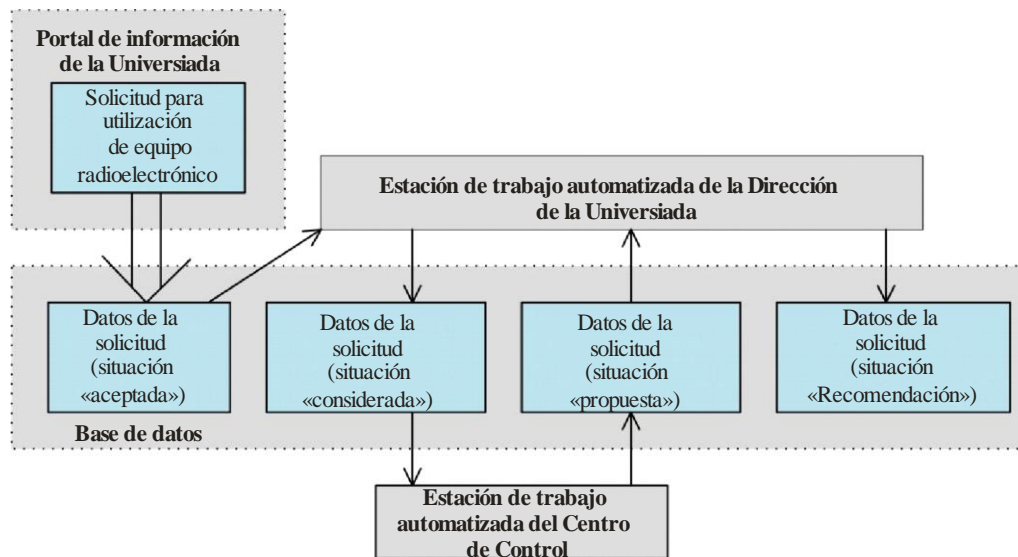 Portal de información
de la Universiada
Solicitud para
utilización
de equipo
radioelectrónico
Estación de trabajo automatizada de la Dirección
de la Universiada
Datos de la
solicitud
(situación
«aceptada»)
Datos de la
solicitud
(situación
«considerada»)
Datos de la
solicitud
(situación
«propuesta»)
Datos de la
solicitud
(situación
«Recomendación»)
Base de datos
Estación de trabajo
automatizada del Centro
de Control